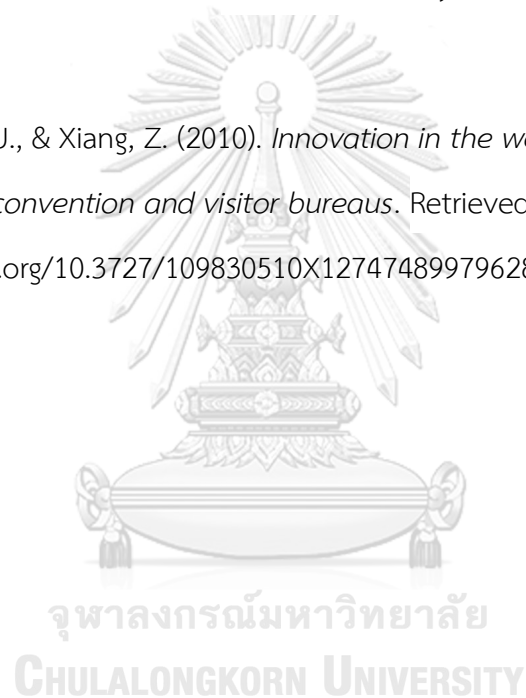 J., & Xiang, Z. (2010). Innovation in the w
convention and visitor bureaus. Retrieved
.org/10.3727/109830510X12747489979628
จุฬาลงกรณ์มหาวิทยาลัย
CHULALONGKORN UNIVERSITY